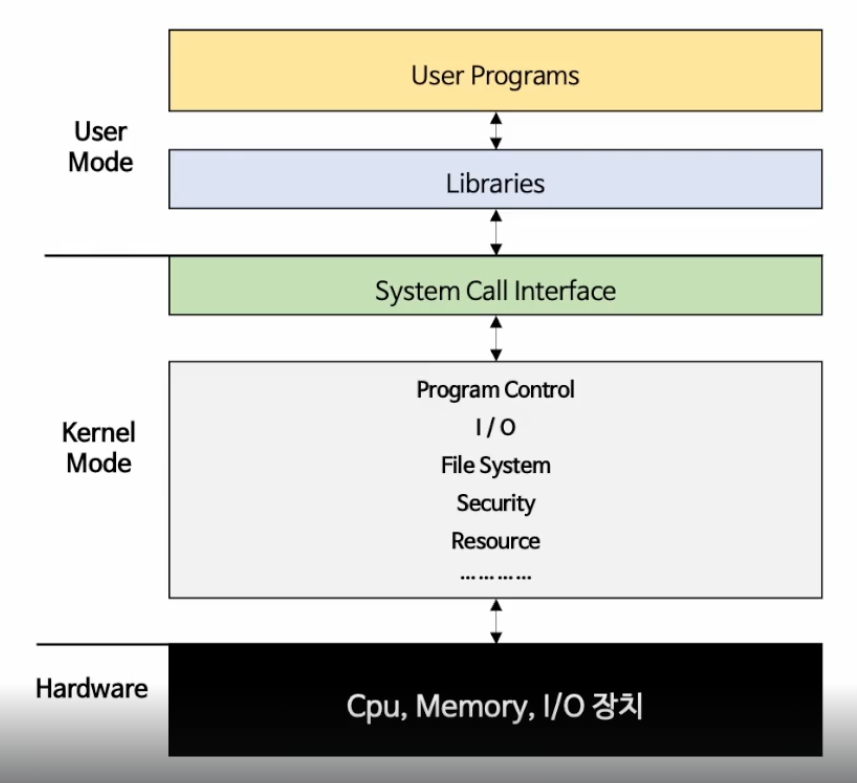 User Programs
User
Mode
Libraries
System Call Interface
Program Control
I / O
Kernel
Mode
File System
Security
Resource
…………
Hardware
Cpu, Memory, I/O 장치